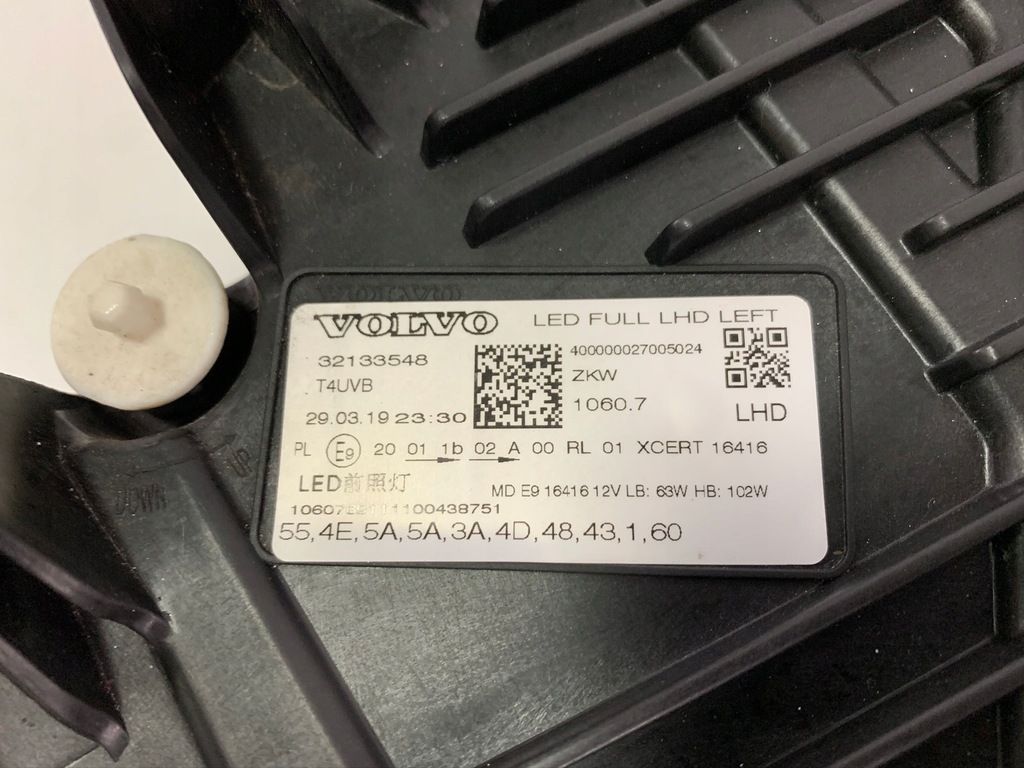 VOLVO LED FULL LHD LEFT
32133548 400000027005024
T4UVB ZKW
29.03.19 23:30 1060.7 LHD
PL E9 20 01 1b 02 A 00 RL 01 XCERT 16416
LED前照灯 MD E9 16416 12V LB: 63W HB: 102W
55,4E,5A,5A,3A,4D,48,43,1,60
DOWN
UP